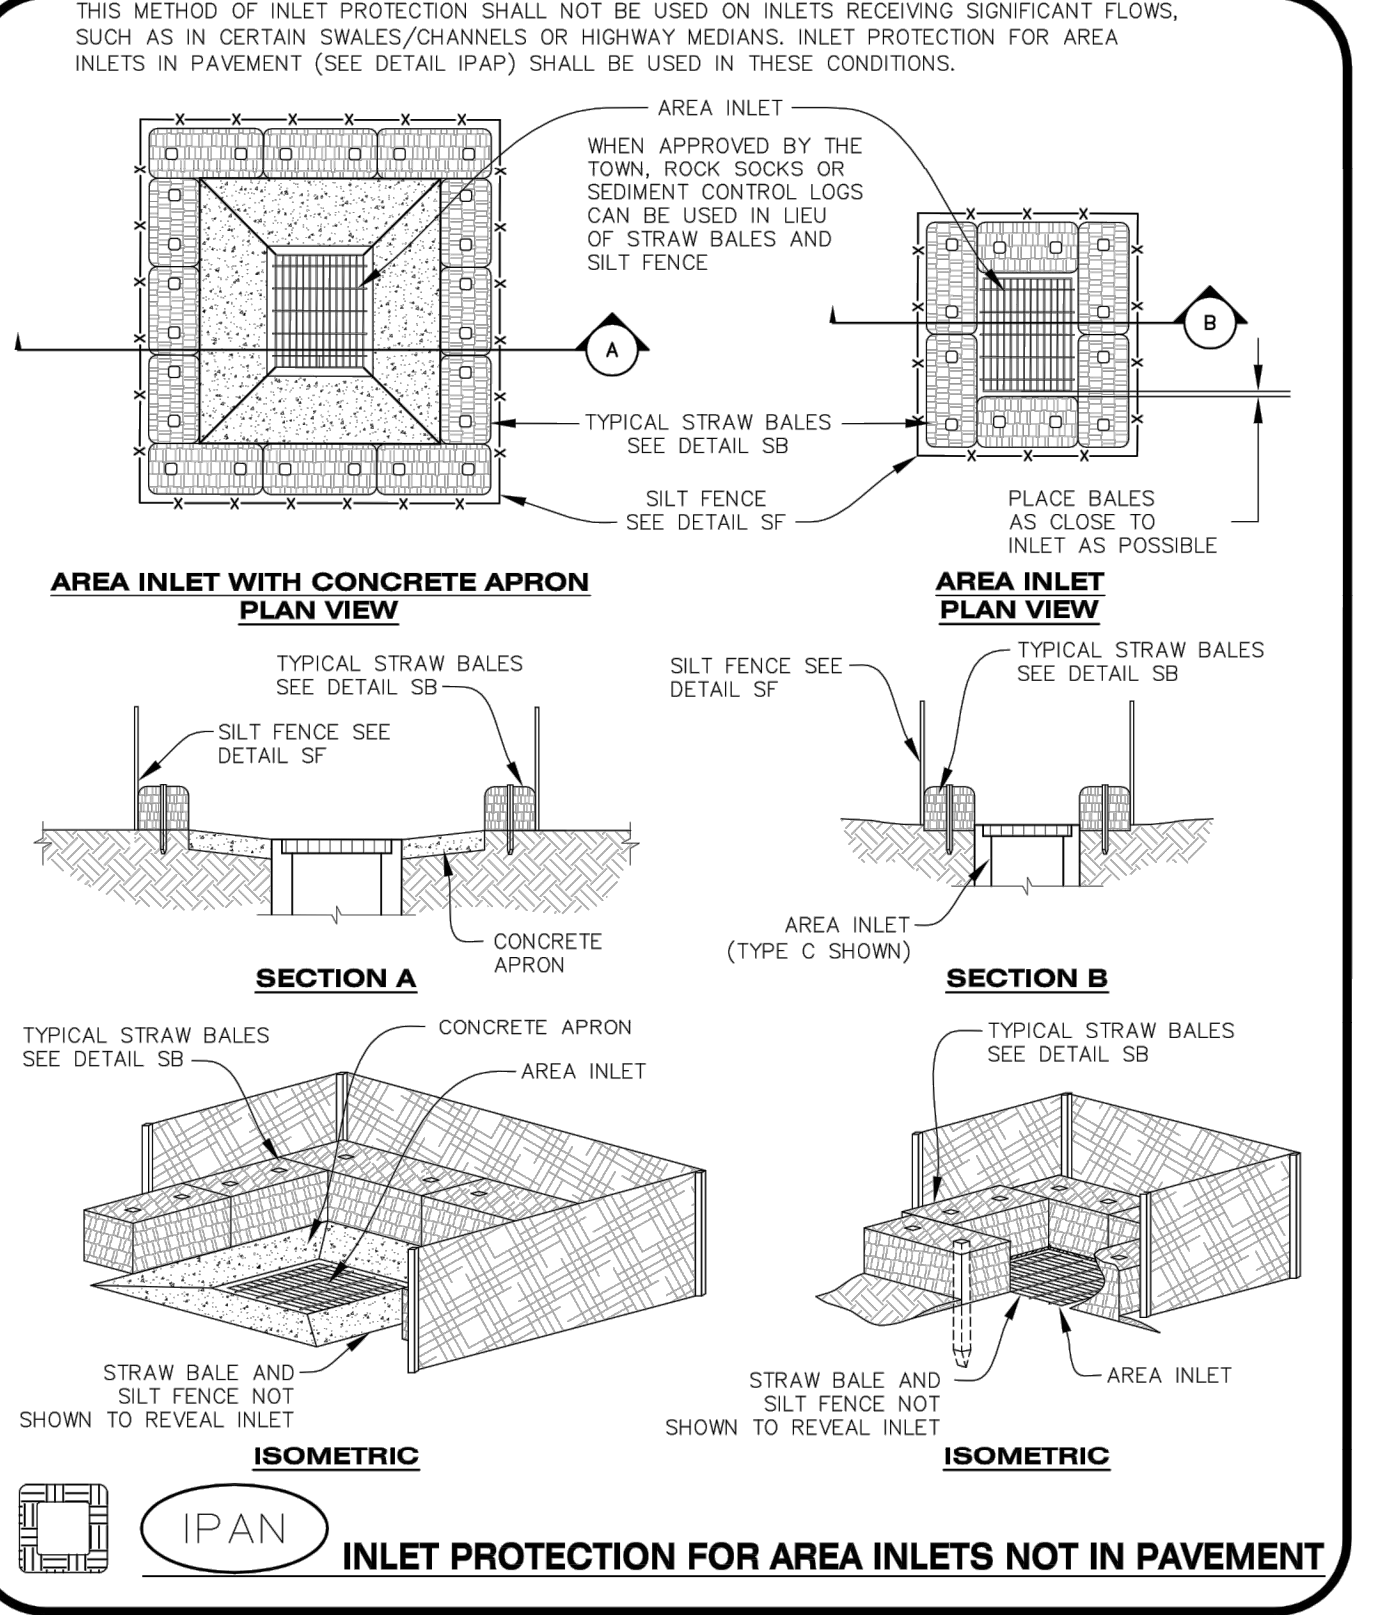 THIS METHOD OF INLET PROTECTION SHALL NOT BE USED ON INLETS RECEIVING SIGNIFICANT FLOWS,
SUCH AS IN CERTAIN SWALES/CHANNELS OR HIGHWAY MEDIANS. INLET PROTECTION FOR AREA
INLETS IN PAVEMENT (SEE DETAIL IPAP) SHALL BE USED IN THESE CONDITIONS.
AREA INLET
WHEN APPROVED BY THE
TOWN, ROCK SOCKS OR
SEDIMENT CONTROL LOGS
CAN BE USED IN LIEU
OF STRAW BALES AND
SILT FENCE
A
B
TYPICAL STRAW BALES
SEE DETAIL SB
SILT FENCE
SEE DETAIL SF
PLACE BALES
AS CLOSE TO
INLET AS POSSIBLE
AREA INLET WITH CONCRETE APRON
PLAN VIEW
AREA INLET
PLAN VIEW
TYPICAL STRAW BALES
SEE DETAIL SB
SILT FENCE SEE
DETAIL SF
CONCRETE
APRON
SECTION A
SILT FENCE SEE
DETAIL SF
TYPICAL STRAW BALES
SEE DETAIL SB
AREA INLET
(TYPE C SHOWN)
SECTION B
TYPICAL STRAW BALES
SEE DETAIL SB
CONCRETE APRON
AREA INLET
STRAW BALE AND
SILT FENCE NOT
SHOWN TO REVEAL INLET
ISOMETRIC
TYPICAL STRAW BALES
SEE DETAIL SB
STRAW BALE AND
SILT FENCE NOT
SHOWN TO REVEAL INLET
AREA INLET
ISOMETRIC
IPAN
INLET PROTECTION FOR AREA INLETS NOT IN PAVEMENT